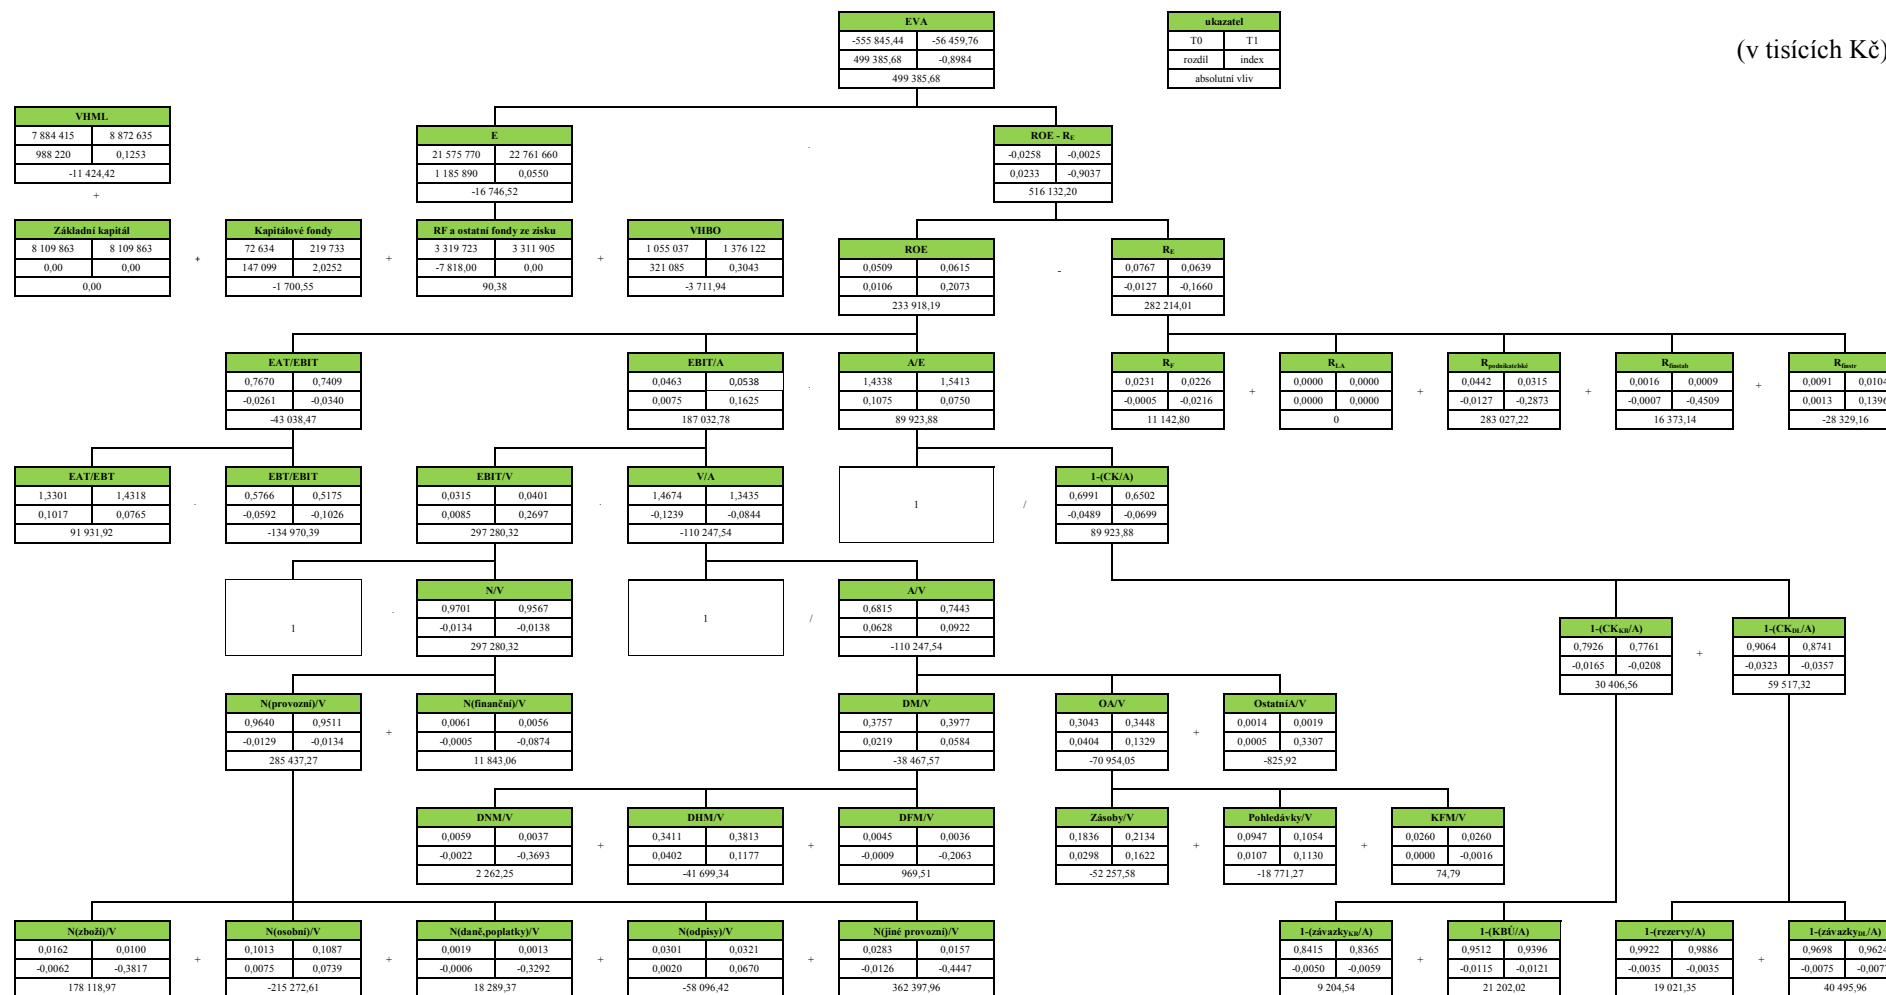 EVA
-555 845,44 -56 459,76
499 385,68 -0,8984
499 385,68
ukazatel
T0 T1
rozdíl index
absolutní vliv
(v tisících Kč)
VHML
7 884 415 8 872 635
988 220 0,1253
-11 424,42
+
E
21 575 770 22 761 660
1 185 890 0,0550
-16 746,52
.
ROE - RE
-0,0258 -0,0025
0,0233 -0,9037
516 132,20
Základní kapitál
8 109 863 8 109 863
0,00 0,00
0,00
+
Kapitálové fondy
72 634 219 733
147 099 2,0252
-1 700,55
+
RF a ostatní fondy ze zisku
3 319 723 3 311 905
-7 818,00 0,00
90,38
+
VHBO
1 055 037 1 376 122
321 085 0,3043
-3 711,94
ROE
0,0509 0,0615
0,0106 0,2073
233 918,19
-
RE
0,0767 0,0639
-0,0127 -0,1660
282 214,01
EAT/EBIT
0,7670 0,7409
-0,0261 -0,0340
-43 038,47
EBIT/A
0,0463 0,0538
0,0075 0,1625
187 032,78
.
A/E
1,4338 1,5413
0,1075 0,0750
89 923,88
RF
0,0231 0,0226
-0,0005 -0,0216
11 142,80
+
RLA
0,0000 0,0000
0,0000 0,0000
0
+
Rpodnikatelské
0,0442 0,0315
-0,0127 -0,2873
283 027,22
+
Rfinstab
0,0016 0,0009
-0,0007 -0,4509
16 373,14
+
Rfinstr
0,0091 0,0104
0,0013 0,1396
-28 329,16
EAT/EBT
1,3301 1,4318
0,1017 0,0765
91 931,92
.
EBT/EBIT
0,5766 0,5175
-0,0592 -0,1026
-134 970,39
EBIT/V
0,0315 0,0401
0,0085 0,2697
297 280,32
.
V/A
1,4674 1,3435
-0,1239 -0,0844
-110 247,54
1
/
1-(CK/A)
0,6991 0,6502
-0,0489 -0,0699
89 923,88
1
.
N/V
0,9701 0,9567
-0,0134 -0,0138
297 280,32
1
/
A/V
0,6815 0,7443
0,0628 0,0922
-110 247,54
1-(CKKR/A)
0,7926 0,7761
-0,0165 -0,0208
30 406,56
+
1-(CKDL/A)
0,9064 0,8741
-0,0323 -0,0357
59 517,32
N(provozní)/V
0,9640 0,9511
-0,0129 -0,0134
285 437,27
+
N(finanční)/V
0,0061 0,0056
-0,0005 -0,0874
11 843,06
DM/V
0,3757 0,3977
0,0219 0,0584
-38 467,57
OA/V
0,3043 0,3448
0,0404 0,1329
-70 954,05
+
OstatníA/V
0,0014 0,0019
0,0005 0,3307
-825,92
DNM/V
0,0059 0,0037
-0,0022 -0,3693
2 262,25
+
DHM/V
0,3411 0,3813
0,0402 0,1177
-41 699,34
+
DFM/V
0,0045 0,0036
-0,0009 -0,2063
969,51
Zásoby/V
0,1836 0,2134
0,0298 0,1622
-52 257,58
+
Pohledávky/V
0,0947 0,1054
0,0107 0,1130
-18 771,27
+
KFM/V
0,0260 0,0260
0,0000 -0,0016
74,79
N(zboží)/V
0,0162 0,0100
-0,0062 -0,3817
178 118,97
+
N(osobní)/V
0,1013 0,1087
0,0075 0,0739
-215 272,61
+
N(daně,poplatky)/V
0,0019 0,0013
-0,0006 -0,3292
18 289,37
+
N(odpisy)/V
0,0301 0,0321
0,0020 0,0670
-58 096,42
+
N(jiné provozní)/V
0,0283 0,0157
-0,0126 -0,4447
362 397,96
1-(závazkyKR/A)
0,8415 0,8365
-0,0050 -0,0059
9 204,54
+
1-(KBÚ/A)
0,9512 0,9396
-0,0115 -0,0121
21 202,02
1-(rezervy/A)
0,9922 0,9886
-0,0035 -0,0035
19 021,35
+
1-(závazkyDL/A)
0,9698 0,9624
-0,0075 -0,0077
40 495,96